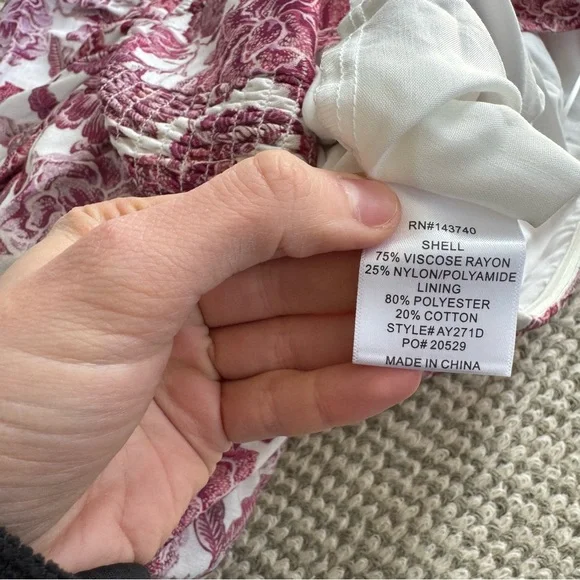 RN#143740
SHELL
75% VISCOSE RAYON
25% NYLON/POLYAMIDE
LINING
80% POLYESTER
20% COTTON
STYLE#AY271D
PO#20529
MADE IN CHINA